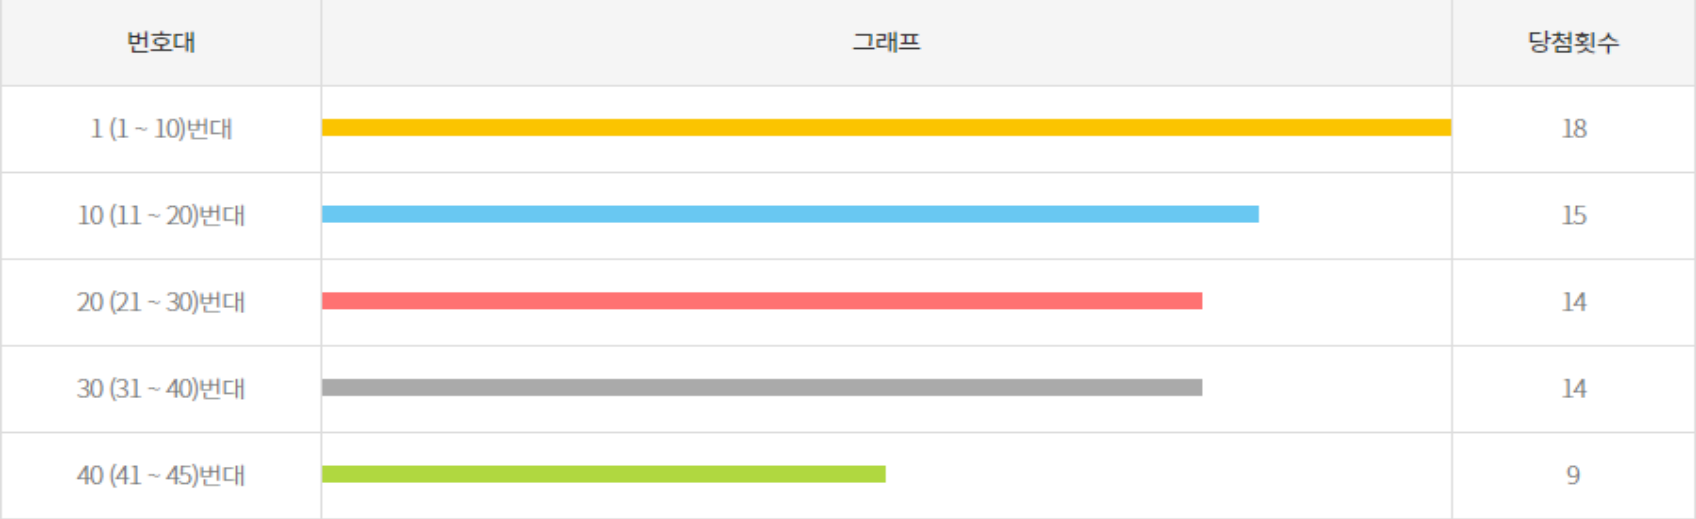 번호대 그래프 당첨횟수
1 (1 ~ 10)번대 18
10 (11 ~ 20)번대 15
20 (21 ~ 30)번대 14
30 (31 ~ 40)번대 14
40 (41 ~ 45)번대 9